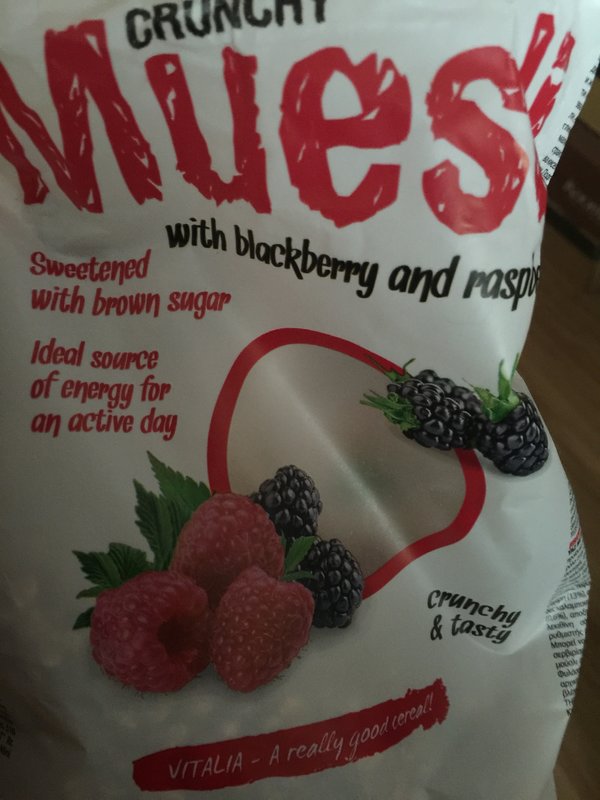 CRUNCHY
Muesli
with blackberry and raspbe
Sweetened
with brown sugar
Ideal source
of energy for
an active day
crunchy
& tasty
VITALIA - A really good cereal!